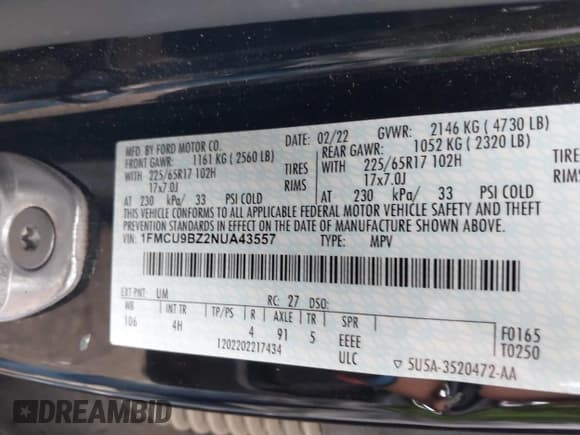 MFD. BY FORD MOTOR CO.
DATE: 02/22 GVWR: 2146 KG ( 4730 LB)
FRONT GAWR: 1161 KG ( 2560 LB) REAR GAWR: 1052 KG ( 2320 LB)
WITH 225/65R17 102H TIRES WITH 225/65R17 102H TIRES
17x7.0J RIMS 17x7.0J RIMS
AT 230 kPa/ 33 PSI COLD AT 230 kPa/ 33 PSI COLD
THIS VEHICLE CONFORMS TO ALL APPLICABLE FEDERAL MOTOR VEHICLE SAFETY AND THEFT
PREVENTION STANDARDS IN EFFECT ON THE DATE OF MANUFACTURE SHOWN ABOVE.
VIN: 1FMCU9BZ2NUA43557 TYPE: MPV
EXT PNT: UM RC: 27 DSO:
WB INT TR TP/PS R AXLE TR SPR
106 4H 4 91 5 EEEE F0165
ULC T0250
1202202217434 5U5A-3520472-AA
DREAMBID